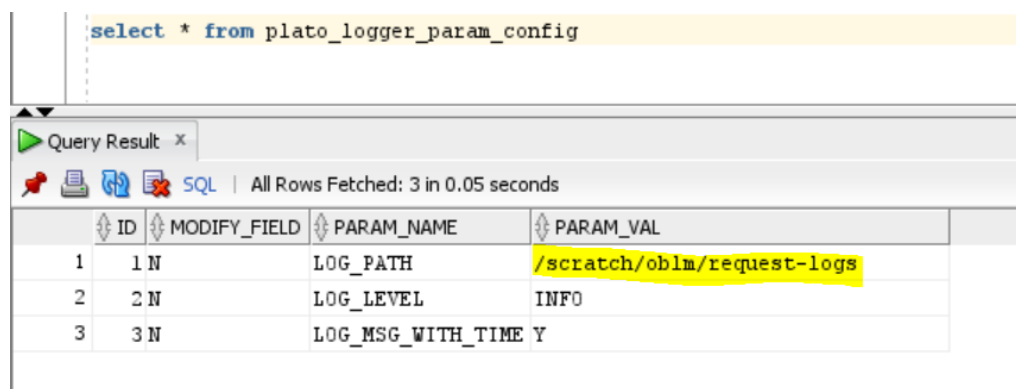 select * from plato_logger_param_config
Query Result x
SQL | All Rows Fetched: 3 in 0.05 seconds
ID MODIFY_FIELD PARAM_NAME PARAM_VAL
1 1 N LOG_PATH /scratch/oblm/request-logs
2 2 N LOG_LEVEL INFO
3 3 N LOG_MSG_WITH_TIME Y